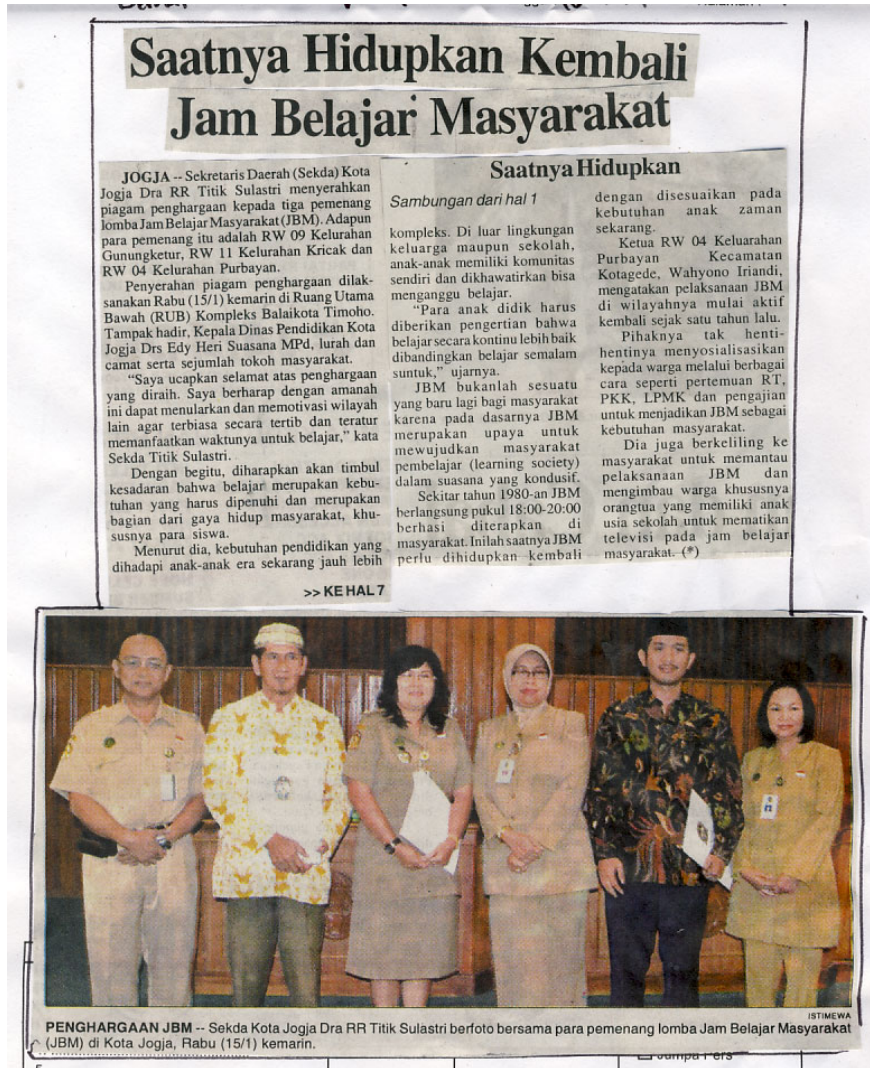 Saatnya Hidupkan Kembali
Jam Belajar Masyarakat
JOGJA -- Sekretaris Daerah (Sekda) Kota
Jogja Dra RR Titik Sulastri menyerahkan
piagam penghargaan kepada tiga pemenang
lomba Jam Belajar Masyarakat (JBM). Adapun
para pemenang itu adalah RW 09 Kelurahan
Gunungketur, RW 11 Kelurahan Kricak dan
RW 04 Kelurahan Purbayan.
Penyerahan piagam penghargaan dilak-
sanakan Rabu (15/1) kemarin di Ruang Utama
Bawah (RUB) Kompleks Balaikota Timoho.
Tampak hadir, Kepala Dinas Pendidikan Kota
Jogja Drs Edy Heri Suasana MPd, lurah dan
camat serta sejumlah tokoh masyarakat.
“Saya ucapkan selamat atas penghargaan
yang diraih. Saya berharap dengan amanah
ini dapat menularkan dan memotivasi wilayah
lain agar terbiasa secara tertib dan teratur
memanfaatkan waktunya untuk belajar,” kata
Sekda Titik Sulastri.
Dengan begitu, diharapkan akan timbul
kesadaran bahwa belajar merupakan kebu-
tuhan yang harus dipenuhi dan merupakan
bagian dari gaya hidup masyarakat, khu-
susnya para siswa.
Menurut dia, kebutuhan pendidikan yang
dihadapi anak-anak era sekarang jauh lebih
>> KE HAL 7
Saatnya Hidupkan
Sambungan dari hal 1
kompleks. Di luar lingkungan
keluarga maupun sekolah,
anak-anak memiliki komunitas
sendiri dan dikhawatirkan bisa
menganggu belajar.
“Para anak didik harus
diberikan pengertian bahwa
belajar secara kontinu lebih baik
dibandingkan belajar semalam
suntuk,” ujarnya.
JBM bukanlah sesuatu
yang baru lagi bagi masyarakat
karena pada dasarnya JBM
merupakan upaya untuk
mewujudkan masyarakat
pembelajar (learning society)
dalam suasana yang kondusif.
Sekitar tahun 1980-an JBM
berlangsung pukul 18:00-20:00
berhasi diterapkan di
masyarakat. Inilah saatnya JBM
perlu dihidupkan kembali
dengan disesuaikan pada
kebutuhan anak zaman
sekarang.
Ketua RW 04 Keluarahan
Purbayan Kecamatan
Kotagede, Wahyono Iriandi,
mengatakan pelaksanaan JBM
di wilayahnya mulai aktif
kembali sejak satu tahun lalu.
Pihaknya tak henti-
hentinya menyosialisasikan
kepada warga melalui berbagai
cara seperti pertemuan RT,
PKK, LPMK dan pengajian
untuk menjadikan JBM sebagai
kebutuhan masyarakat.
Dia juga berkeliling ke
masyarakat untuk memantau
pelaksanaan JBM dan
mengimbau warga khususnya
orangtua yang memiliki anak
usia sekolah untuk mematikan
televisi pada jam belajar
masyarakat. (*)
ISTIMEWA
PENGHARGAAN JBM -- Sekda Kota Jogja Dra RR Titik Sulastri berfoto bersama para pemenang lomba Jam Belajar Masyarakat
(JBM) di Kota Jogja, Rabu (15/1) kemarin.
Jumpa Pers